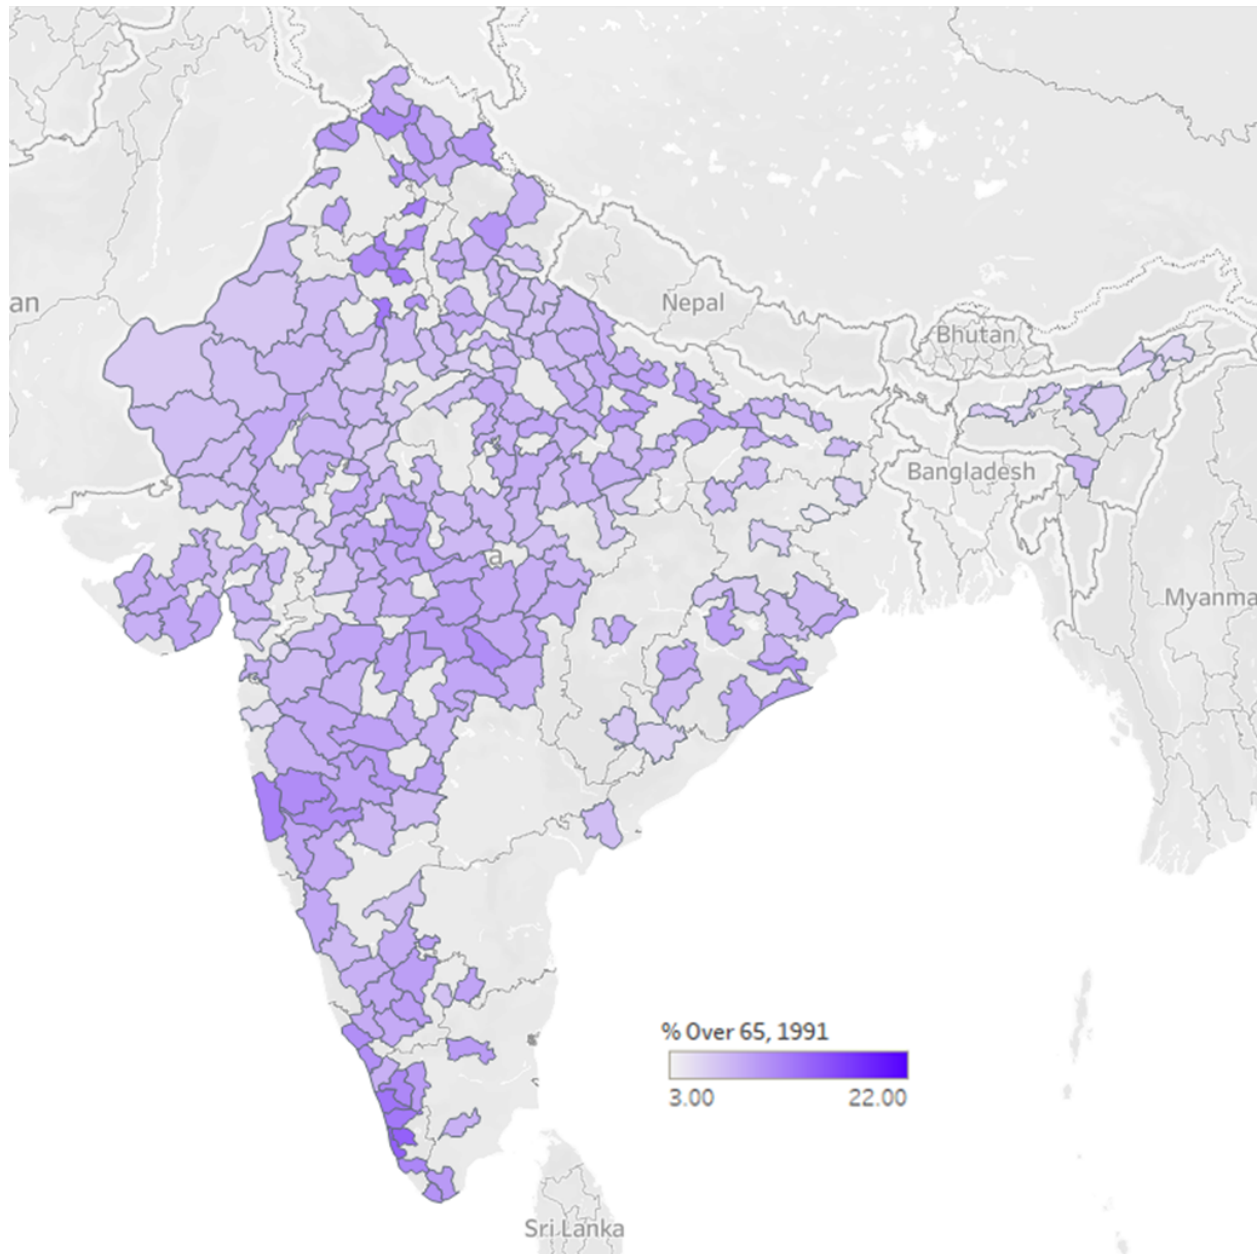 an
Nepal
Bhutan
Bangladesh
a
Myanma
% Over 65, 1991
3.00 22.00
Sri Lanka